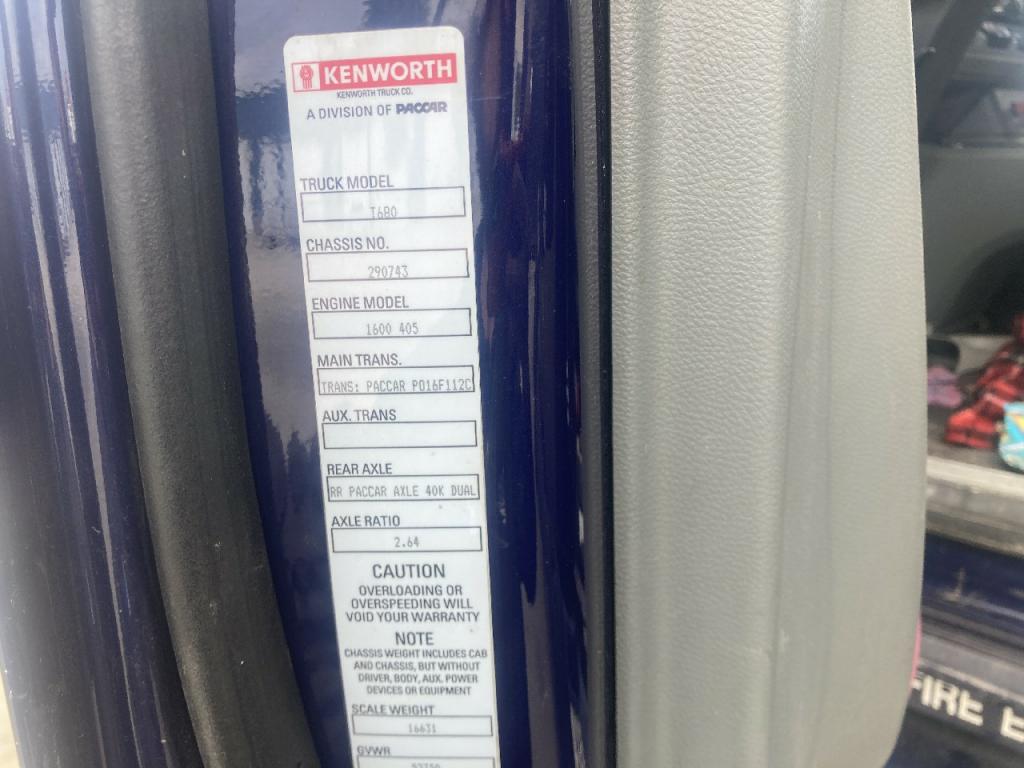 KENWORTH
KENWORTH TRUCK CO.
A DIVISION OF PACCAR
TRUCK MODEL
T680
CHASSIS NO.
290743
ENGINE MODEL
1600 405
MAIN TRANS.
TRANS: PACCAR PO16F112C
AUX. TRANS
REAR AXLE
RR PACCAR AXLE 40K DUAL
AXLE RATIO
2.64
CAUTION
OVERLOADING OR
OVERSPEEDING WILL
VOID YOUR WARRANTY
NOTE
CHASSIS WEIGHT INCLUDES CAB
AND CHASSIS, BUT WITHOUT
DRIVER, BODY, AUX. POWER
DEVICES OR EQUIPMENT
SCALE WEIGHT
16631
GVWR
FIRE E